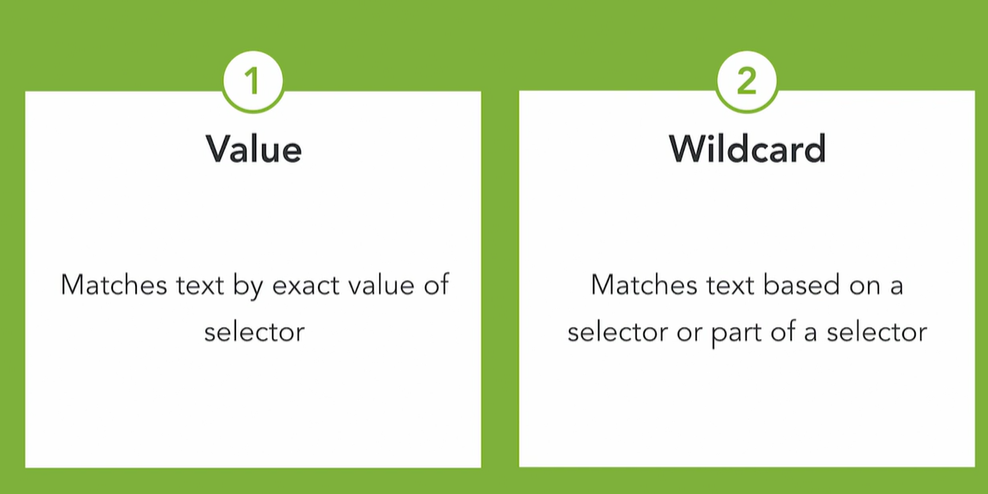 1
Value
Matches text by exact value of
selector
2
Wildcard
Matches text based on a
selector or part of a selector